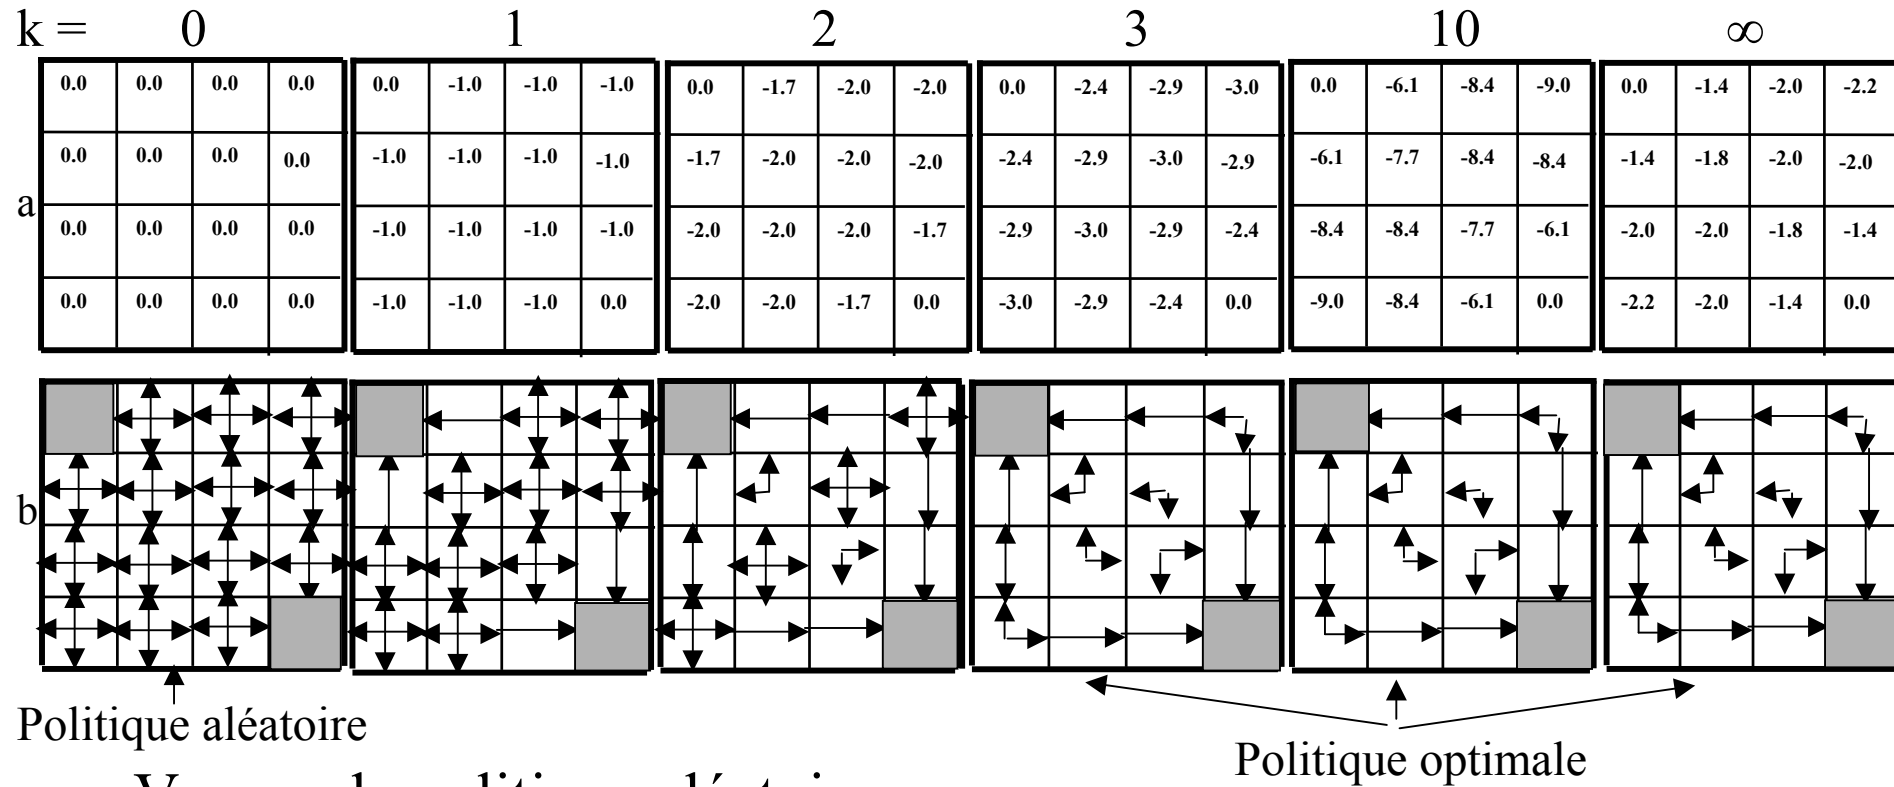 k = 0 1 2 3 10 ∞
0.0 0.0 0.0 0.0 0.0 -1.0 -1.0 -1.0 0.0 -1.7 -2.0 -2.0 0.0 -2.4 -2.9 -3.0 0.0 -6.1 -8.4 -9.0 0.0 -1.4 -2.0 -2.2
0.0 0.0 0.0 0.0 -1.0 -1.0 -1.0 -1.0 -1.7 -2.0 -2.0 -2.0 -2.4 -2.9 -3.0 -2.9 -6.1 -7.7 -8.4 -8.4 -1.4 -1.8 -2.0 -2.0
a
0.0 0.0 0.0 0.0 -1.0 -1.0 -1.0 -1.0 -2.0 -2.0 -2.0 -1.7 -2.9 -3.0 -2.9 -2.4 -8.4 -8.4 -7.7 -6.1 -2.0 -2.0 -1.8 -1.4
0.0 0.0 0.0 0.0 -1.0 -1.0 -1.0 0.0 -2.0 -2.0 -1.7 0.0 -3.0 -2.9 -2.4 0.0 -9.0 -8.4 -6.1 0.0 -2.2 -2.0 -1.4 0.0
b
Politique aléatoire
Politique optimale